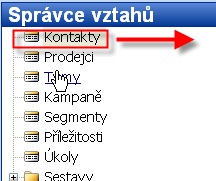 Správce vztahů
Kontakty
Prodejci
Týmy
Kampaně
Segmenty
Příležitosti
Úkoly
Sestavy